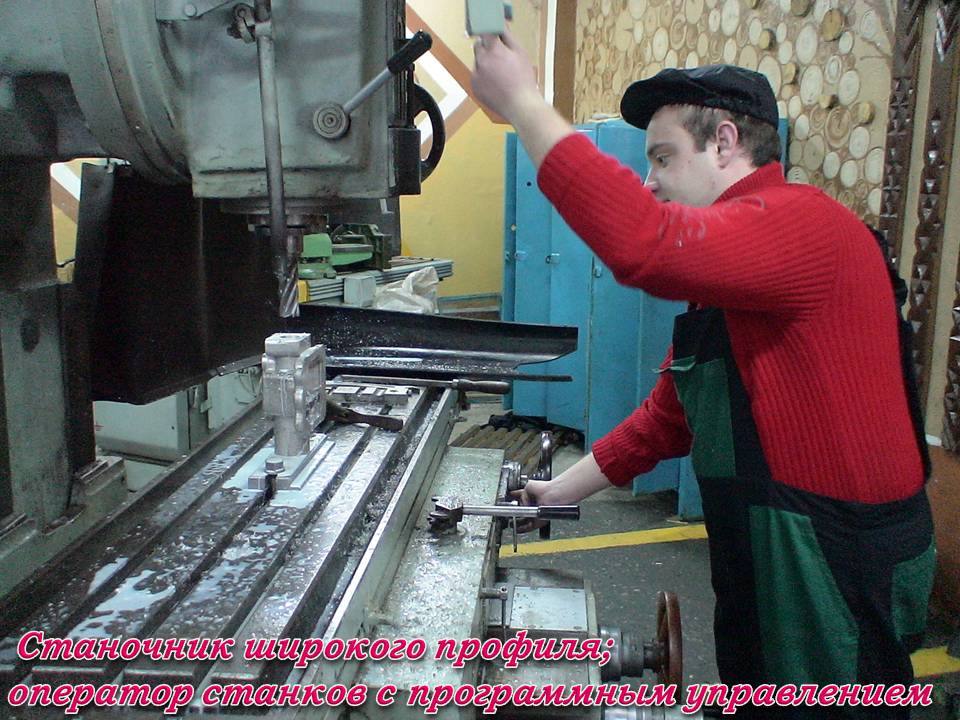 Станочник широкого профиля;
оператор станков с программным управлением